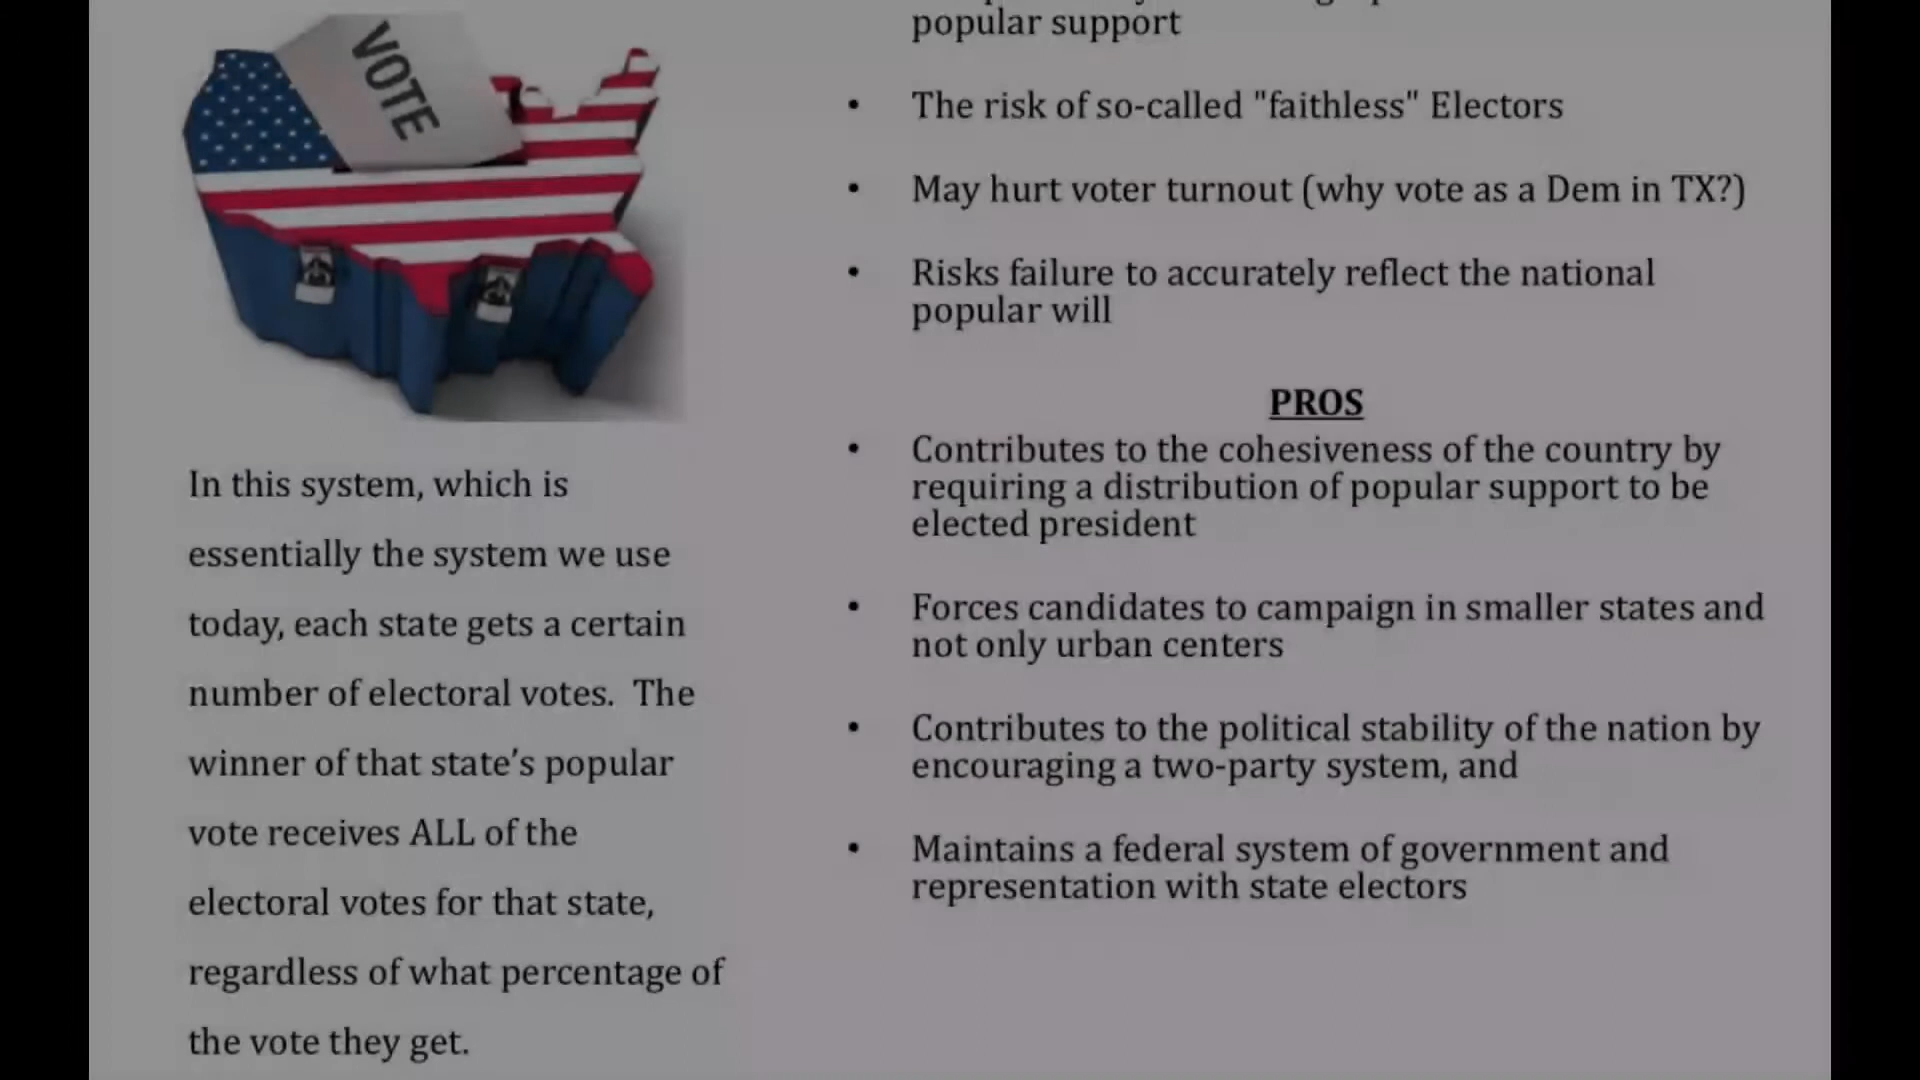 VOTE
In this system, which is
essentially the system we use
today, each state gets a certain
number of electoral votes.  The
winner of that state’s popular
vote receives ALL of the
electoral votes for that state,
regardless of what percentage of
the vote they get.
popular support
• The risk of so-called "faithless" Electors
• May hurt voter turnout (why vote as a Dem in TX?)
• Risks failure to accurately reflect the national
popular will
PROS
• Contributes to the cohesiveness of the country by
requiring a distribution of popular support to be
elected president
• Forces candidates to campaign in smaller states and
not only urban centers
• Contributes to the political stability of the nation by
encouraging a two-party system, and
• Maintains a federal system of government and
representation with state electors